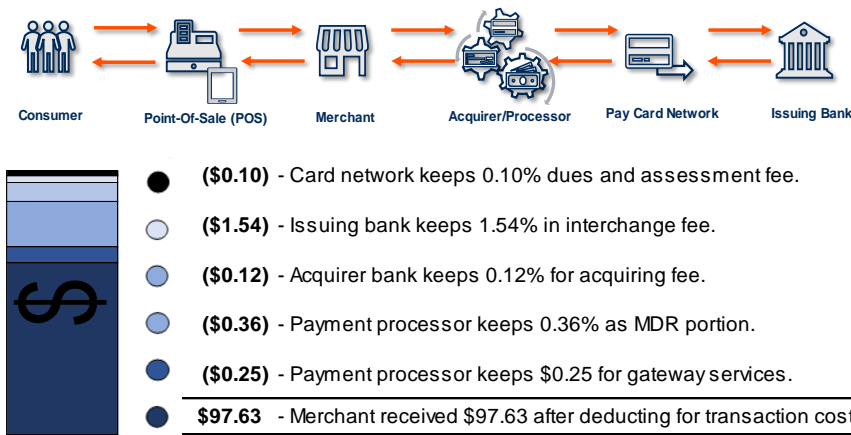 Consumer
Point-Of-Sale (POS)
Merchant
Acquirer/Processor
Pay Card Network
Issuing Bank
($0.10) - Card network keeps 0.10% dues and assessment fee.
($1.54) - Issuing bank keeps 1.54% in interchange fee.
($0.12) - Acquirer bank keeps 0.12% for acquiring fee.
($0.36) - Payment processor keeps 0.36% as MDR portion.
($0.25) - Payment processor keeps $0.25 for gateway services.
$
$97.63 - Merchant received $97.63 after deducting for transaction cost